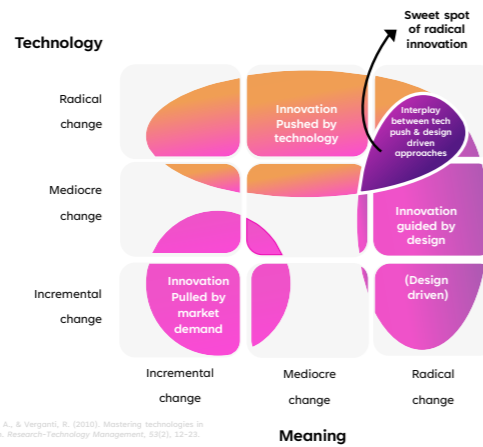 Sweet spot
of radical
innovation
Technology
Radical
change
Innovation
Pushed by
technology
Interplay
between tech
push & design
driven
approaches
Mediocre
change
Innovation
guided by
design
Incremental
change
Innovation
Pulled by
market
demand
(Design
driven)
Incremental
change
Mediocre
change
Radical
change
A., & Verganti, R. (2010). Mastering technologies in
Research-Technology Management, 53(2), 12-23.
Meaning